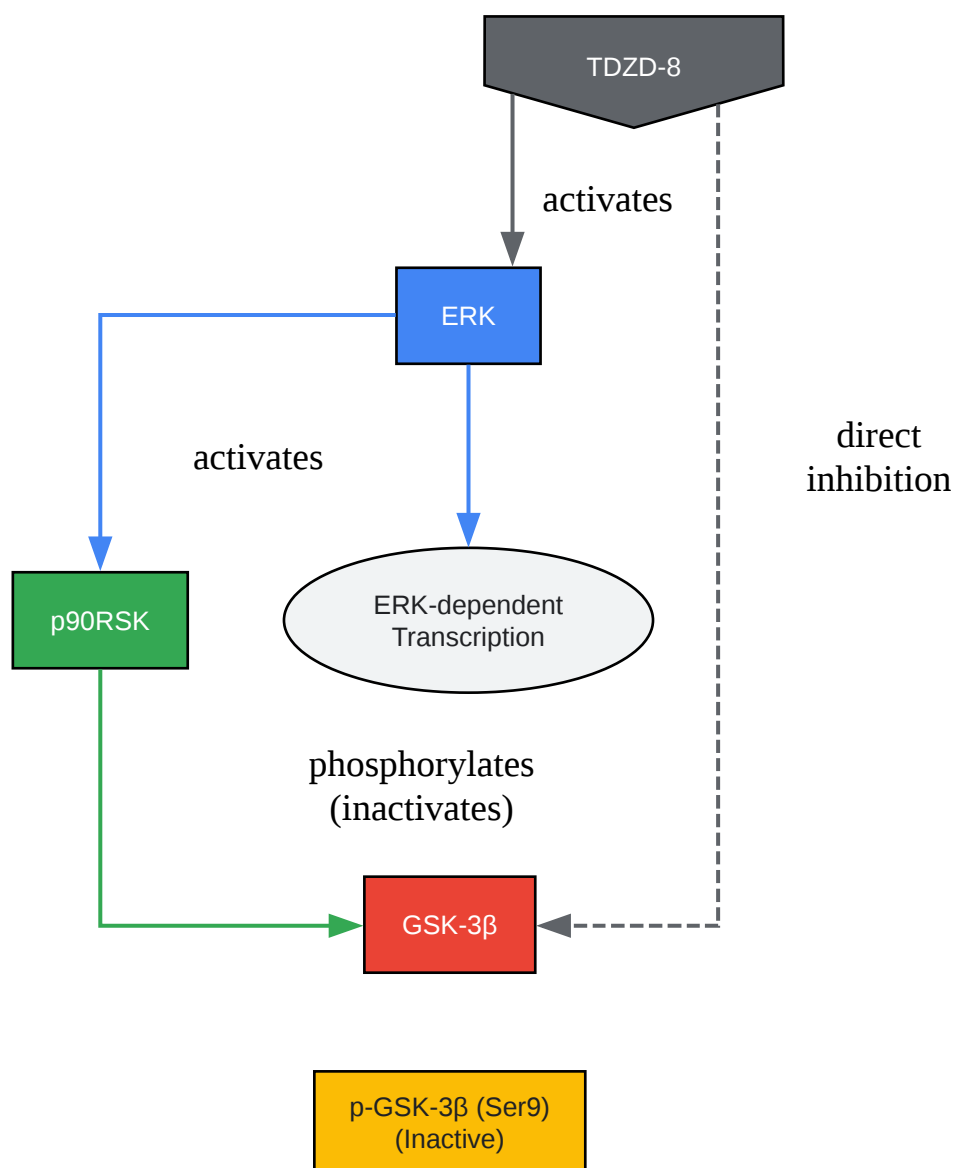 TDZD-8
activates
ERK
activates
direct
inhibition
p90RSK
ERK-dependent
Transcription
phosphorylates
(inactivates)
GSK-3β
p-GSK-3β (Ser9)
(Inactive)